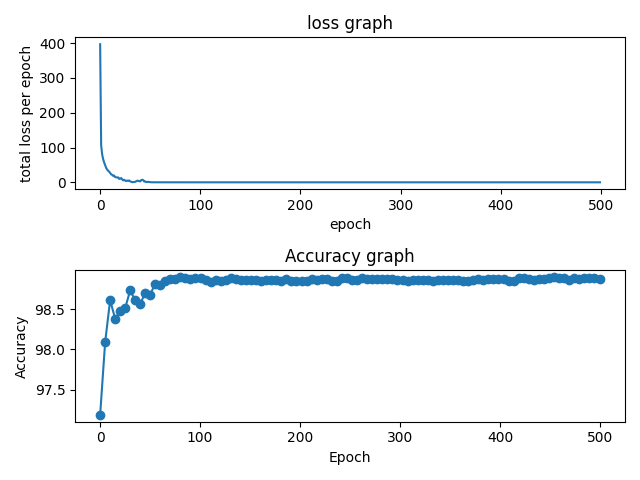 loss graph
total loss per epoch
400
300
200
100
0
0 100 200 300 400 500
epoch
Accuracy graph
Accuracy
98.5
98.0
97.5
0 100 200 300 400 500
Epoch